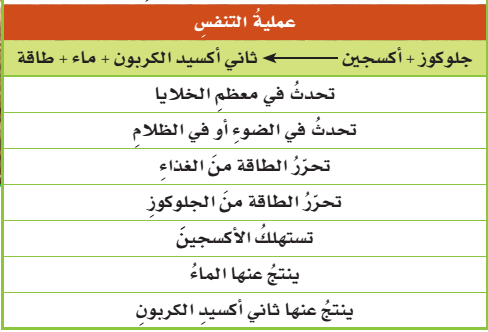 عمليةُ التنفسِ
جلوكوز + أكسجين ⟵ ثاني أكسيد الكربون + ماء + طاقة
تحدثُ في معظمِ الخلايا
تحدثُ في الضوءِ أو في الظلامِ
تحرّرُ الطاقة منَ الغذاءِ
تحرّرُ الطاقة منَ الجلوكوزِ
تستهلكُ الأكسجينَ
ينتجُ عنها الماءُ
ينتجُ عنها ثاني أكسيدِ الكربونِ